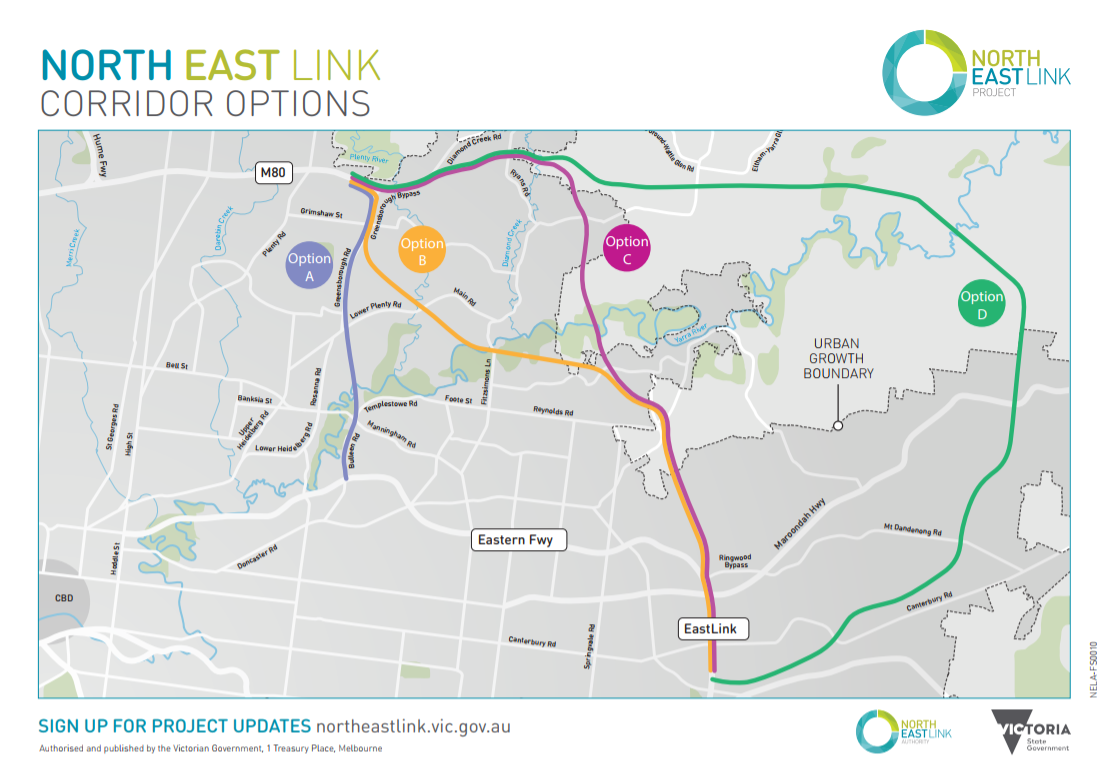 NORTH EAST LINK
CORRIDOR OPTIONS
NORTH
EAST LINK
PROJECT
Hume Fwy
M80
Plenty River
Diamond Creek Rd
Eltham-Yarra Gl
Ryans Rd
Greensborough Bypass
Grimshaw St
Plenty Rd
Merri Creek
Darebin Creek
Diamond Creek
Option
A
Option
B
Option
C
Option
D
Greensborough Rd
Lower Plenty Rd
Main Rd
Yarra River
URBAN
GROWTH
BOUNDARY
Bell St
Rosanna Rd
Fitzsimons Ln
Banksia St
Templestowe Rd
Foote St
Reynolds Rd
St Georges Rd
High St
Upper
Heidelberg Rd
Lower Heidelberg Rd
Bulleen Rd
Manningham Rd
Eastern Fwy
Maroondah Hwy
Mt Dandenong Rd
Hoddle St
Doncaster Rd
Ringwood
Bypass
CBD
EastLink
Canterbury Rd
Canterbury Rd
Springvale Rd
NELA-FS0010
SIGN UP FOR PROJECT UPDATES northeastlink.vic.gov.au
Authorised and published by the Victorian Government, 1 Treasury Place, Melbourne
NORTH
EAST LINK
AUTHORITY
VICTORIA
State
Government